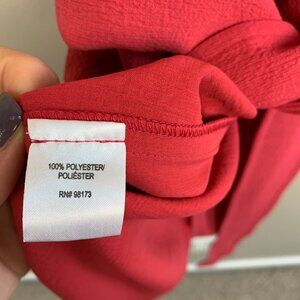 100% POLYESTER/
POLIÉSTER
RN# 98173